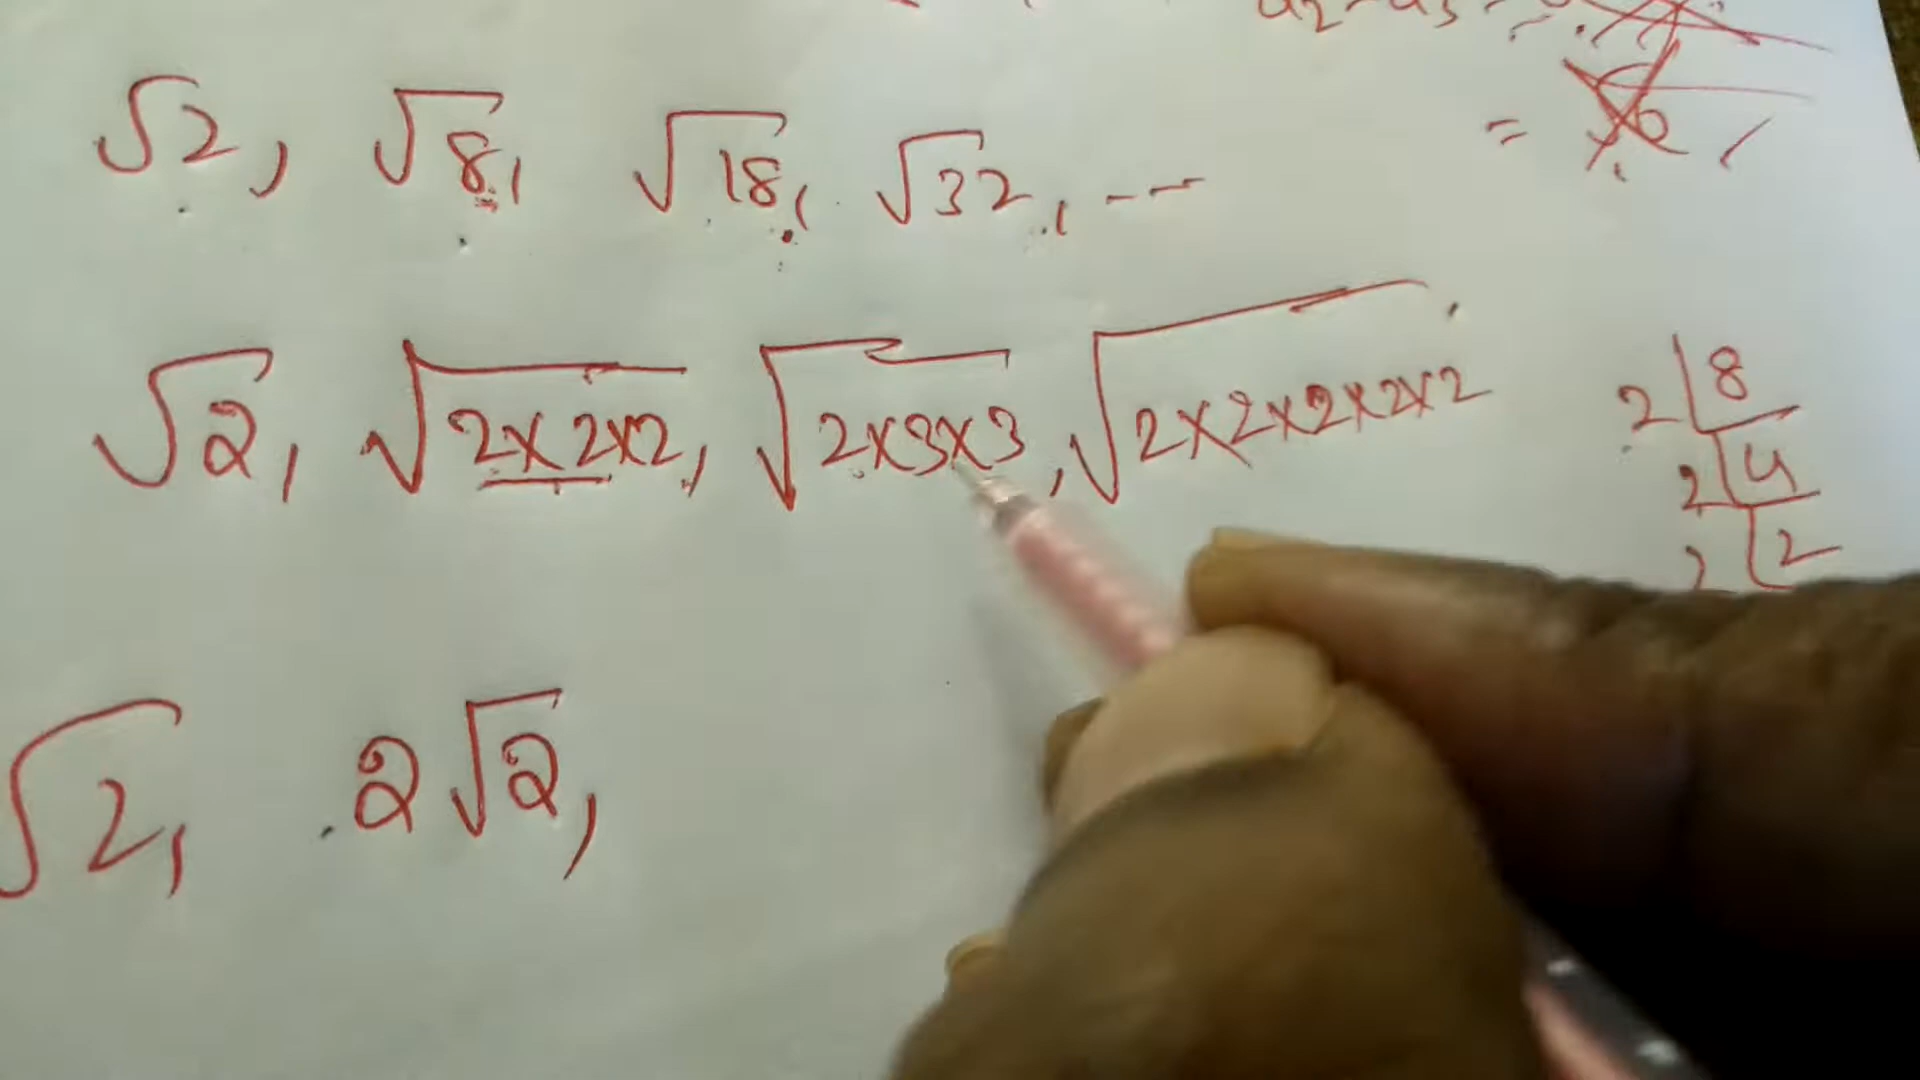 √2, √8, √18, √32, ---
√2, √2×2×2, √2×3×3, √2×2×2×2×2
2 | 8
2 | 4
2 | 2
√2, 2√2,